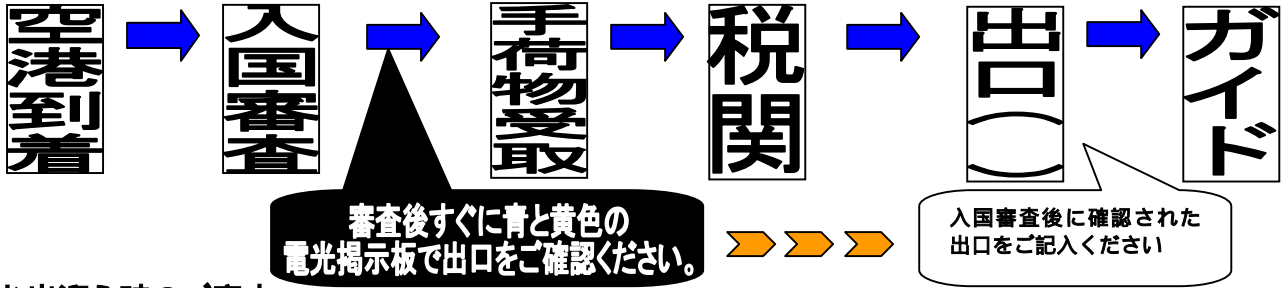 空港到着
入国審査
手荷物受取
税関
出口（ ）
ガイド
審査後すぐに青と黄色の
電光掲示板で出口をご確認ください。
入国審査後に確認された
出口をご記入ください